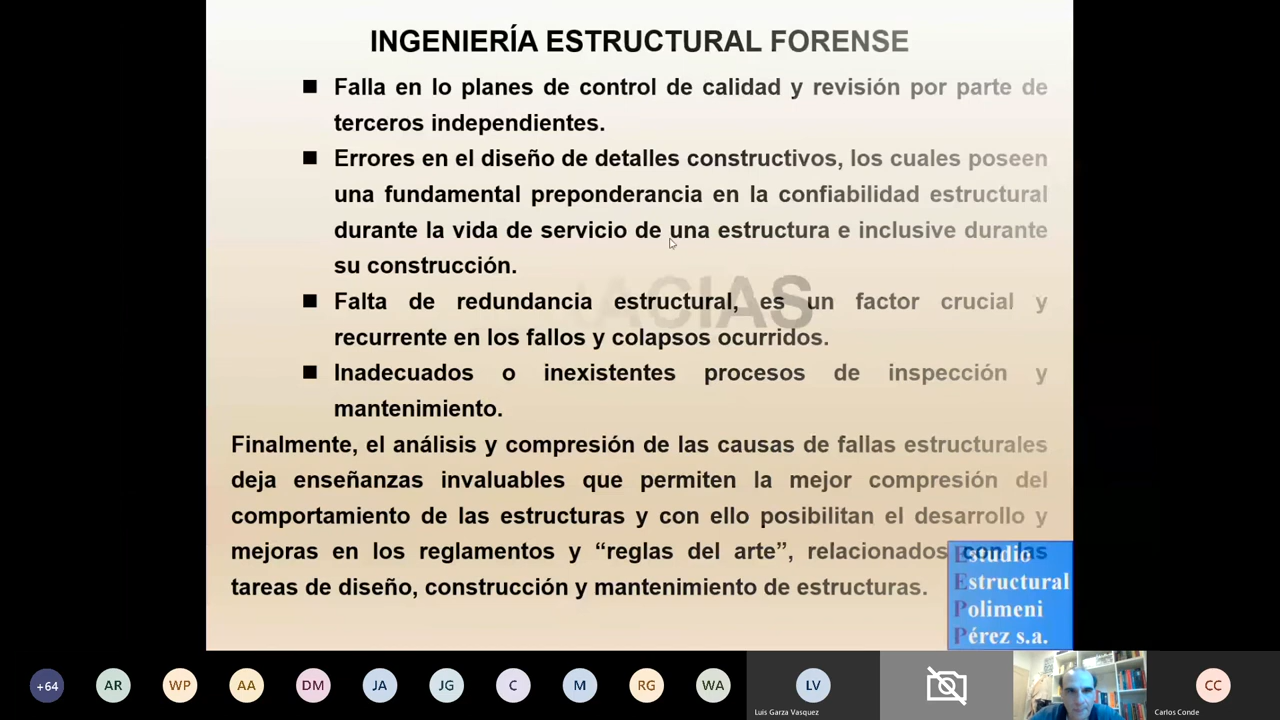 INGENIERÍA ESTRUCTURAL FORENSE
Falla en lo planes de control de calidad y revisión por parte de
terceros independientes.
Errores en el diseño de detalles constructivos, los cuales poseen
una fundamental preponderancia en la confiabilidad estructural
durante la vida de servicio de una estructura e inclusive durante
su construcción.
Falta de redundancia estructural, es un factor crucial y
recurrente en los fallos y colapsos ocurridos.
Inadecuados o inexistentes procesos de inspección y
mantenimiento.
Finalmente, el análisis y compresión de las causas de fallas estructurales
deja enseñanzas invaluables que permiten la mejor compresión del
comportamiento de las estructuras y con ello posibilitan el desarrollo y
mejoras en los reglamentos y “reglas del arte”, relacionados con las
tareas de diseño, construcción y mantenimiento de estructuras.
Estudio
Estructural
Polimeni
Pérez s.a.
+64 AR WP AA DM JA JG C M RG WA LV CC
Luis Garza Vasquez Carlos Conde